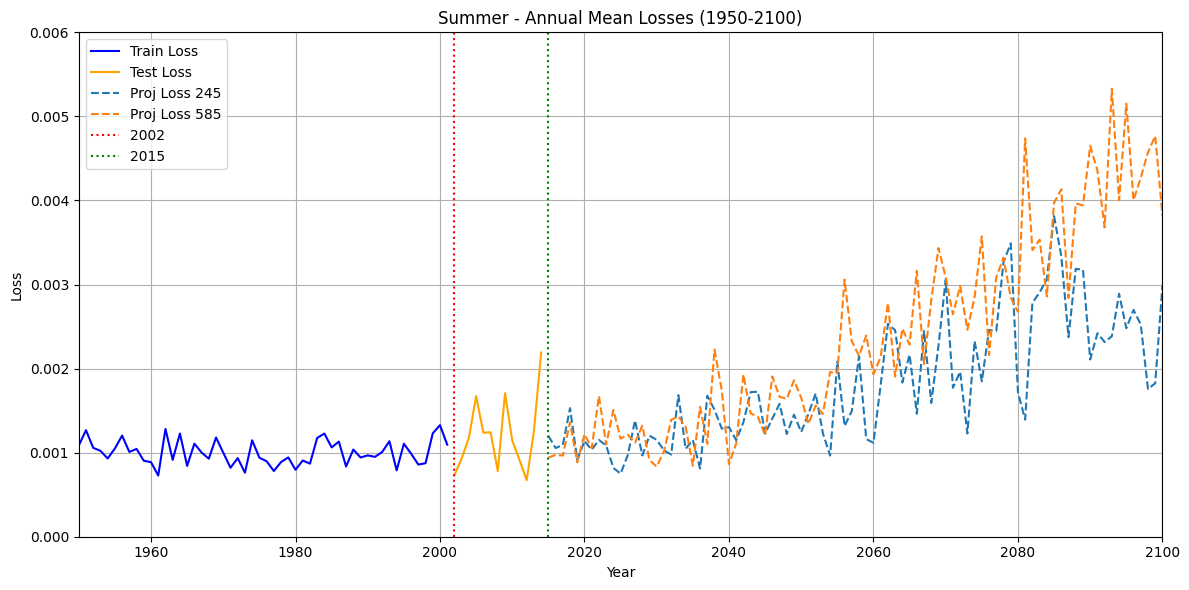 Summer - Annual Mean Losses (1950-2100)
0.006
0.005
0.004
0.003
0.002
0.001
0.000
Loss
Train Loss
Test Loss
Proj Loss 245
Proj Loss 585
2002
2015
1960 1980 2000 2020 2040 2060 2080 2100
Year